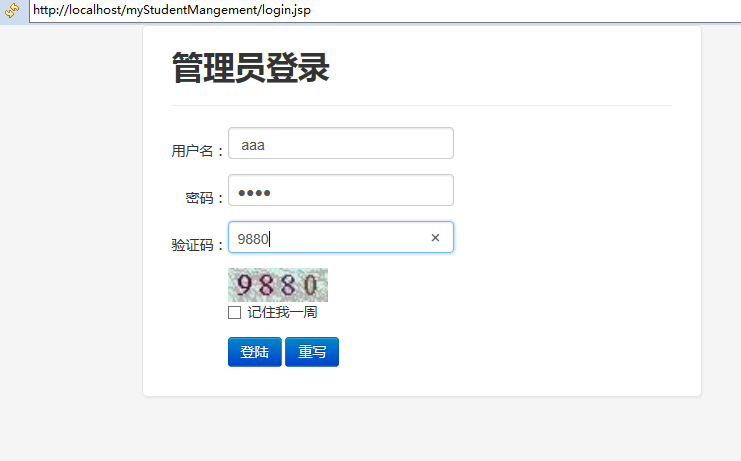 http://localhost/myStudentMangement/login.jsp
管理员登录
用户名： aaa
密码： ●●●●
验证码： 9880 ×
9880
记住我一周
登陆 重写